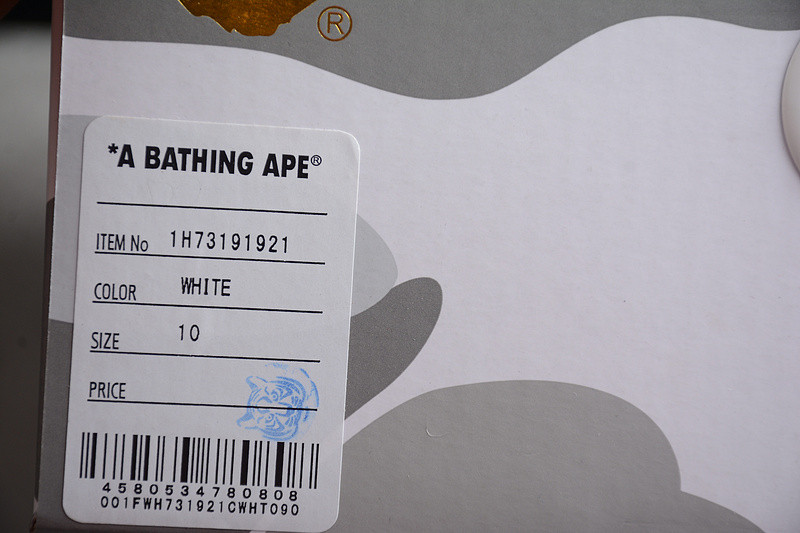 ®
*A BATHING APE®
ITEM No 1H73191921
COLOR WHITE
SIZE 10
PRICE
4580534780808
001FWH731921CWHT090